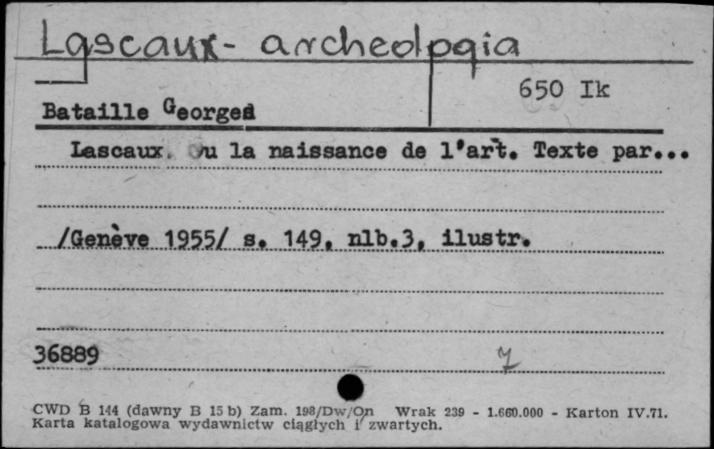 Lascaux - archeologia
650 Ik
Bataille Georges
Lascaux. Ou la naissance de l'art. Texte par...
/Genève 1955/ s. 149, nlb.3, ilustr.
36889 7
CWD B 144 (dawny B 15 b) Zam. 198/Dw/On Wrak 239 - 1.660.000 - Karton IV.71.
Karta katalogowa wydawnictw ciągłych i zwartych.